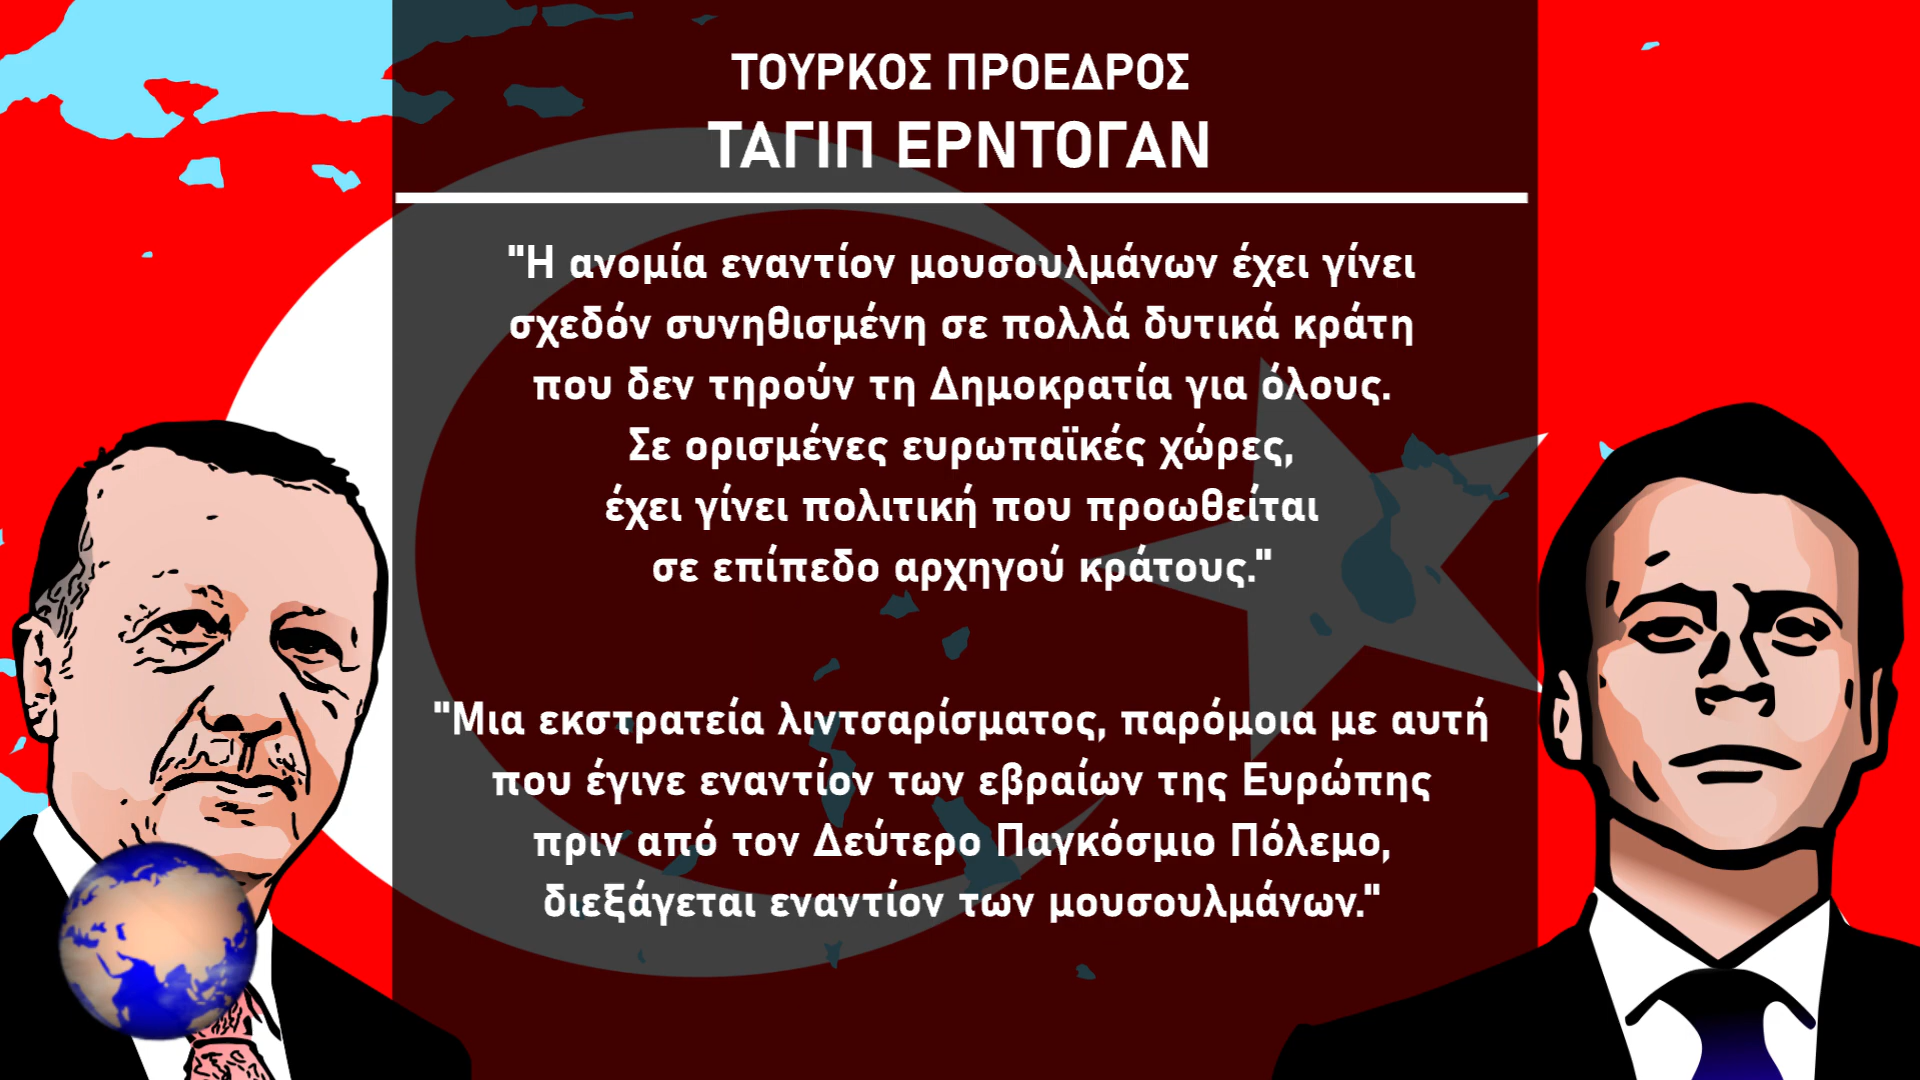 ΤΟΥΡΚΟΣ ΠΡΟΕΔΡΟΣ
ΤΑΓΙΠ ΕΡΝΤΟΓΑΝ
"Η ανομία εναντίον μουσουλμάνων έχει γίνει
σχεδόν συνηθισμένη σε πολλά δυτικά κράτη
που δεν τηρούν τη Δημοκρατία για όλους.
Σε ορισμένες ευρωπαϊκές χώρες,
έχει γίνει πολιτική που προωθείται
σε επίπεδο αρχηγού κράτους."
"Μια εκστρατεία λιντσαρίσματος, παρόμοια με αυτή
που έγινε εναντίον των εβραίων της Ευρώπης
πριν από τον Δεύτερο Παγκόσμιο Πόλεμο,
διεξάγεται εναντίον των μουσουλμάνων."